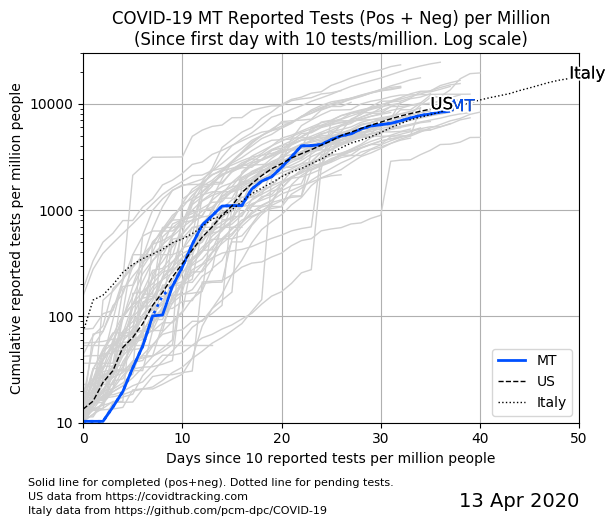 COVID-19 MT Reported Tests (Pos + Neg) per Million
(Since first day with 10 tests/million. Log scale)
Cumulative reported tests per million people
10000
1000
100
10
US
MT
Italy
MT
US
Italy
0
10
20
30
40
50
Days since 10 reported tests per million people
Solid line for completed (pos+neg). Dotted line for pending tests.
US data from https://covidtracking.com
Italy data from https://github.com/pcm-dpc/COVID-19
13 Apr 2020